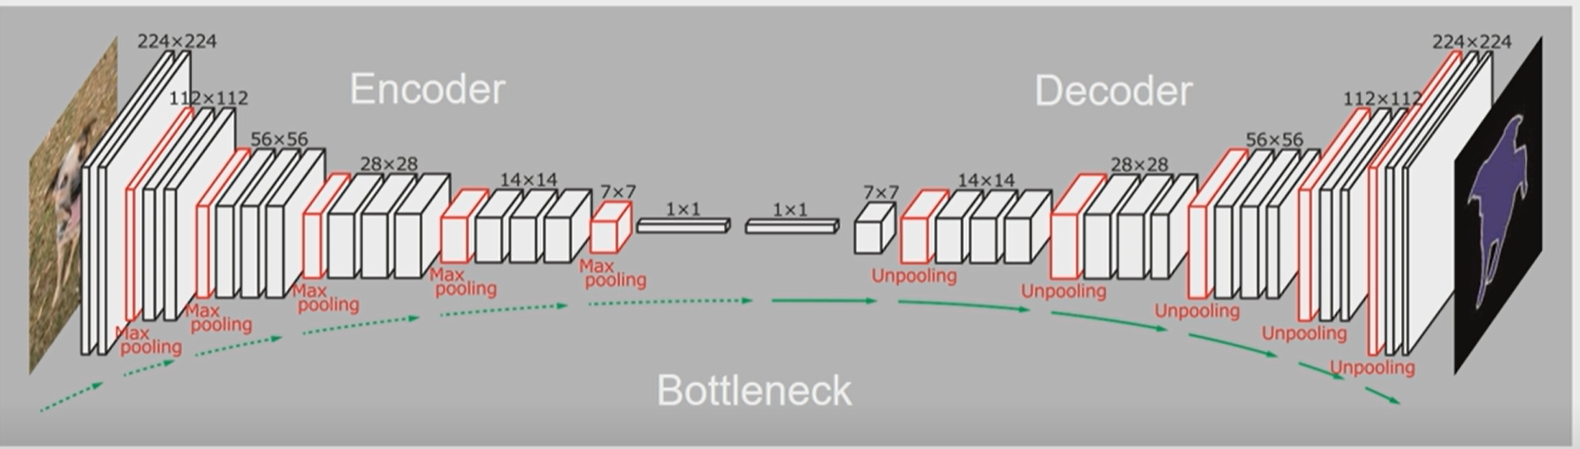 224×224
112×112
56×56
28×28
14×14
7×7
1×1
1×1
7×7
14×14
28×28
56×56
112×112
224×224
Encoder
Decoder
Max
pooling
Max
pooling
Max
pooling
Max
pooling
Max
pooling
Unpooling
Unpooling
Unpooling
Unpooling
Unpooling
Bottleneck